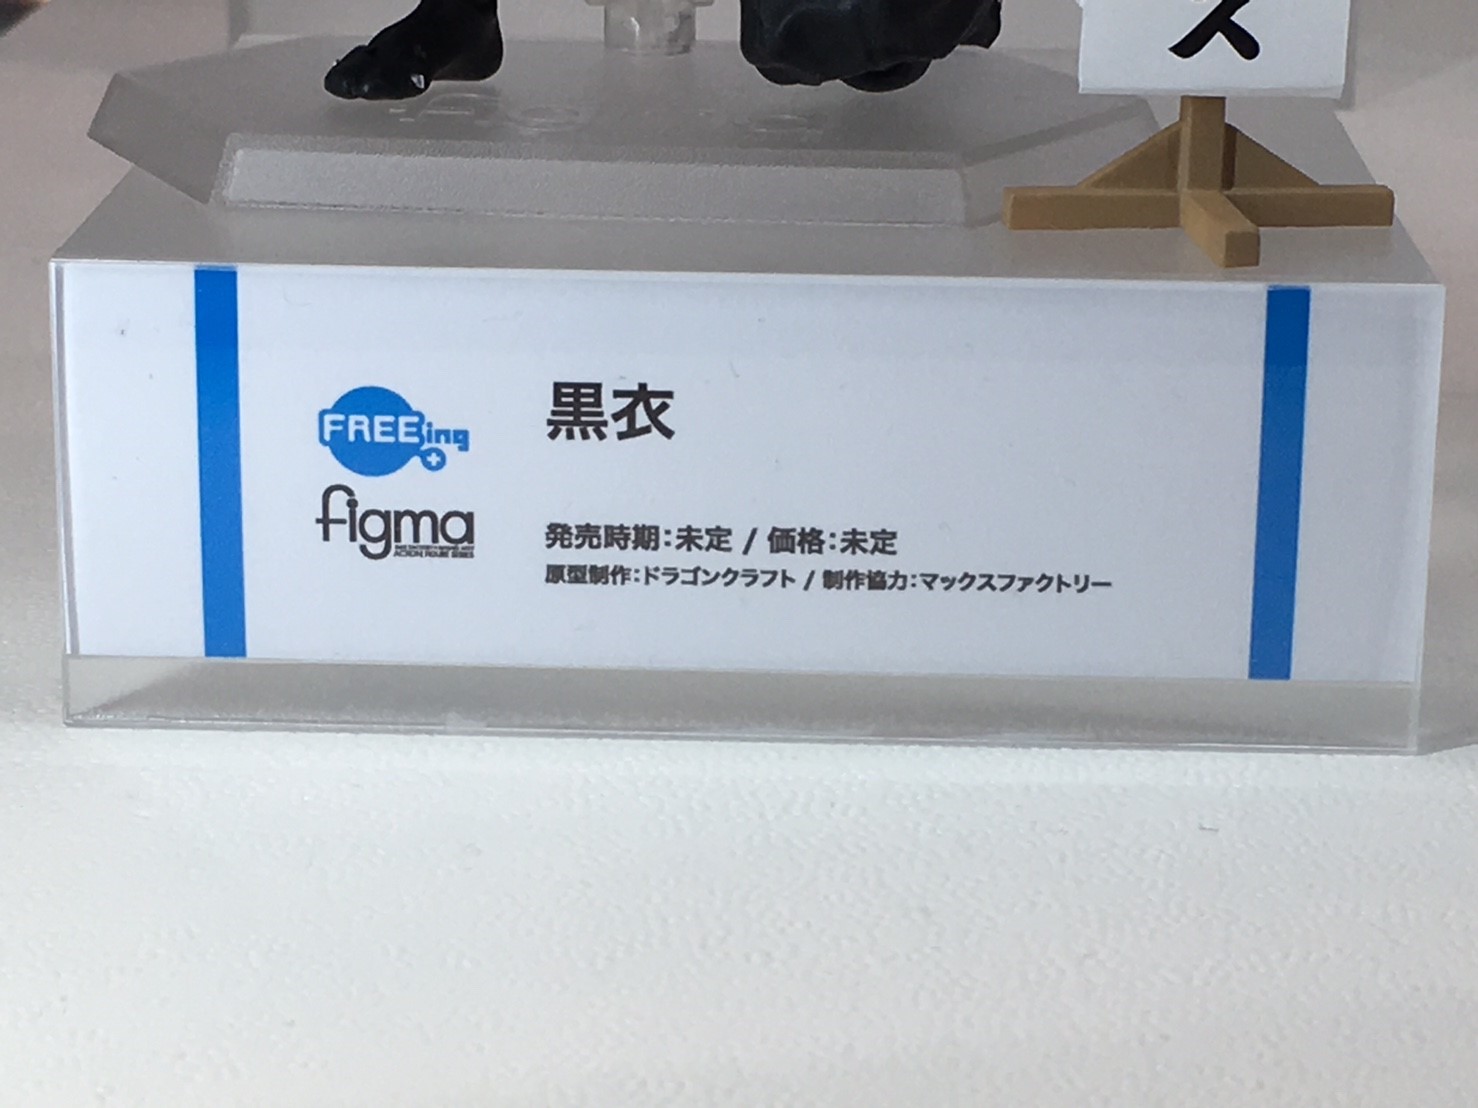 ス
FREEing
黒衣
figma
発売時期:未定 / 価格:未定
原型制作:ドラゴンクラフト / 制作協力:マックスファクトリー